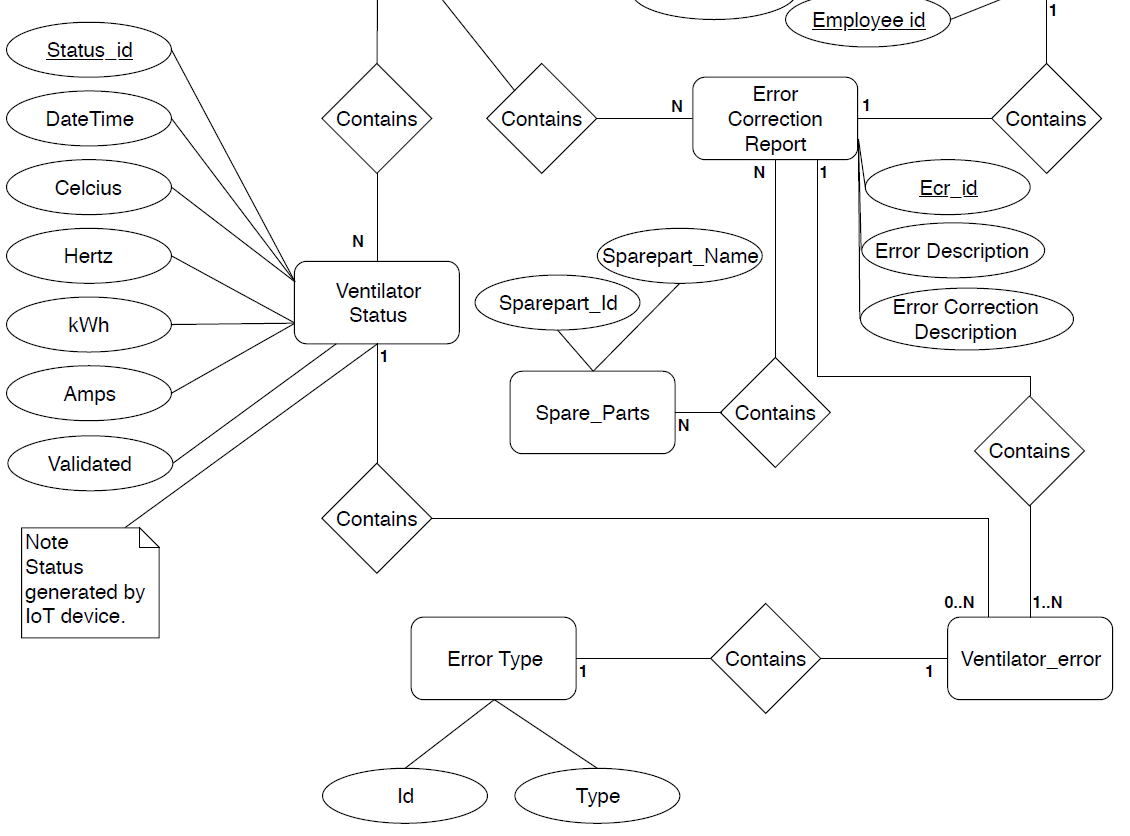 Employee id
1
Status_id
DateTime
Contains
Contains
N
Error
Correction
Report
1
Contains
N
1
Celcius
Ecr_id
Hertz
N
Sparepart_Name
Error Description
Ventilator
Status
Sparepart_Id
Error Correction
Description
kWh
1
Amps
Spare_Parts
N
Contains
Contains
Validated
Contains
Note
Status
generated by
IoT device.
0..N
1..N
Error Type
1
Contains
1
Ventilator_error
Id
Type